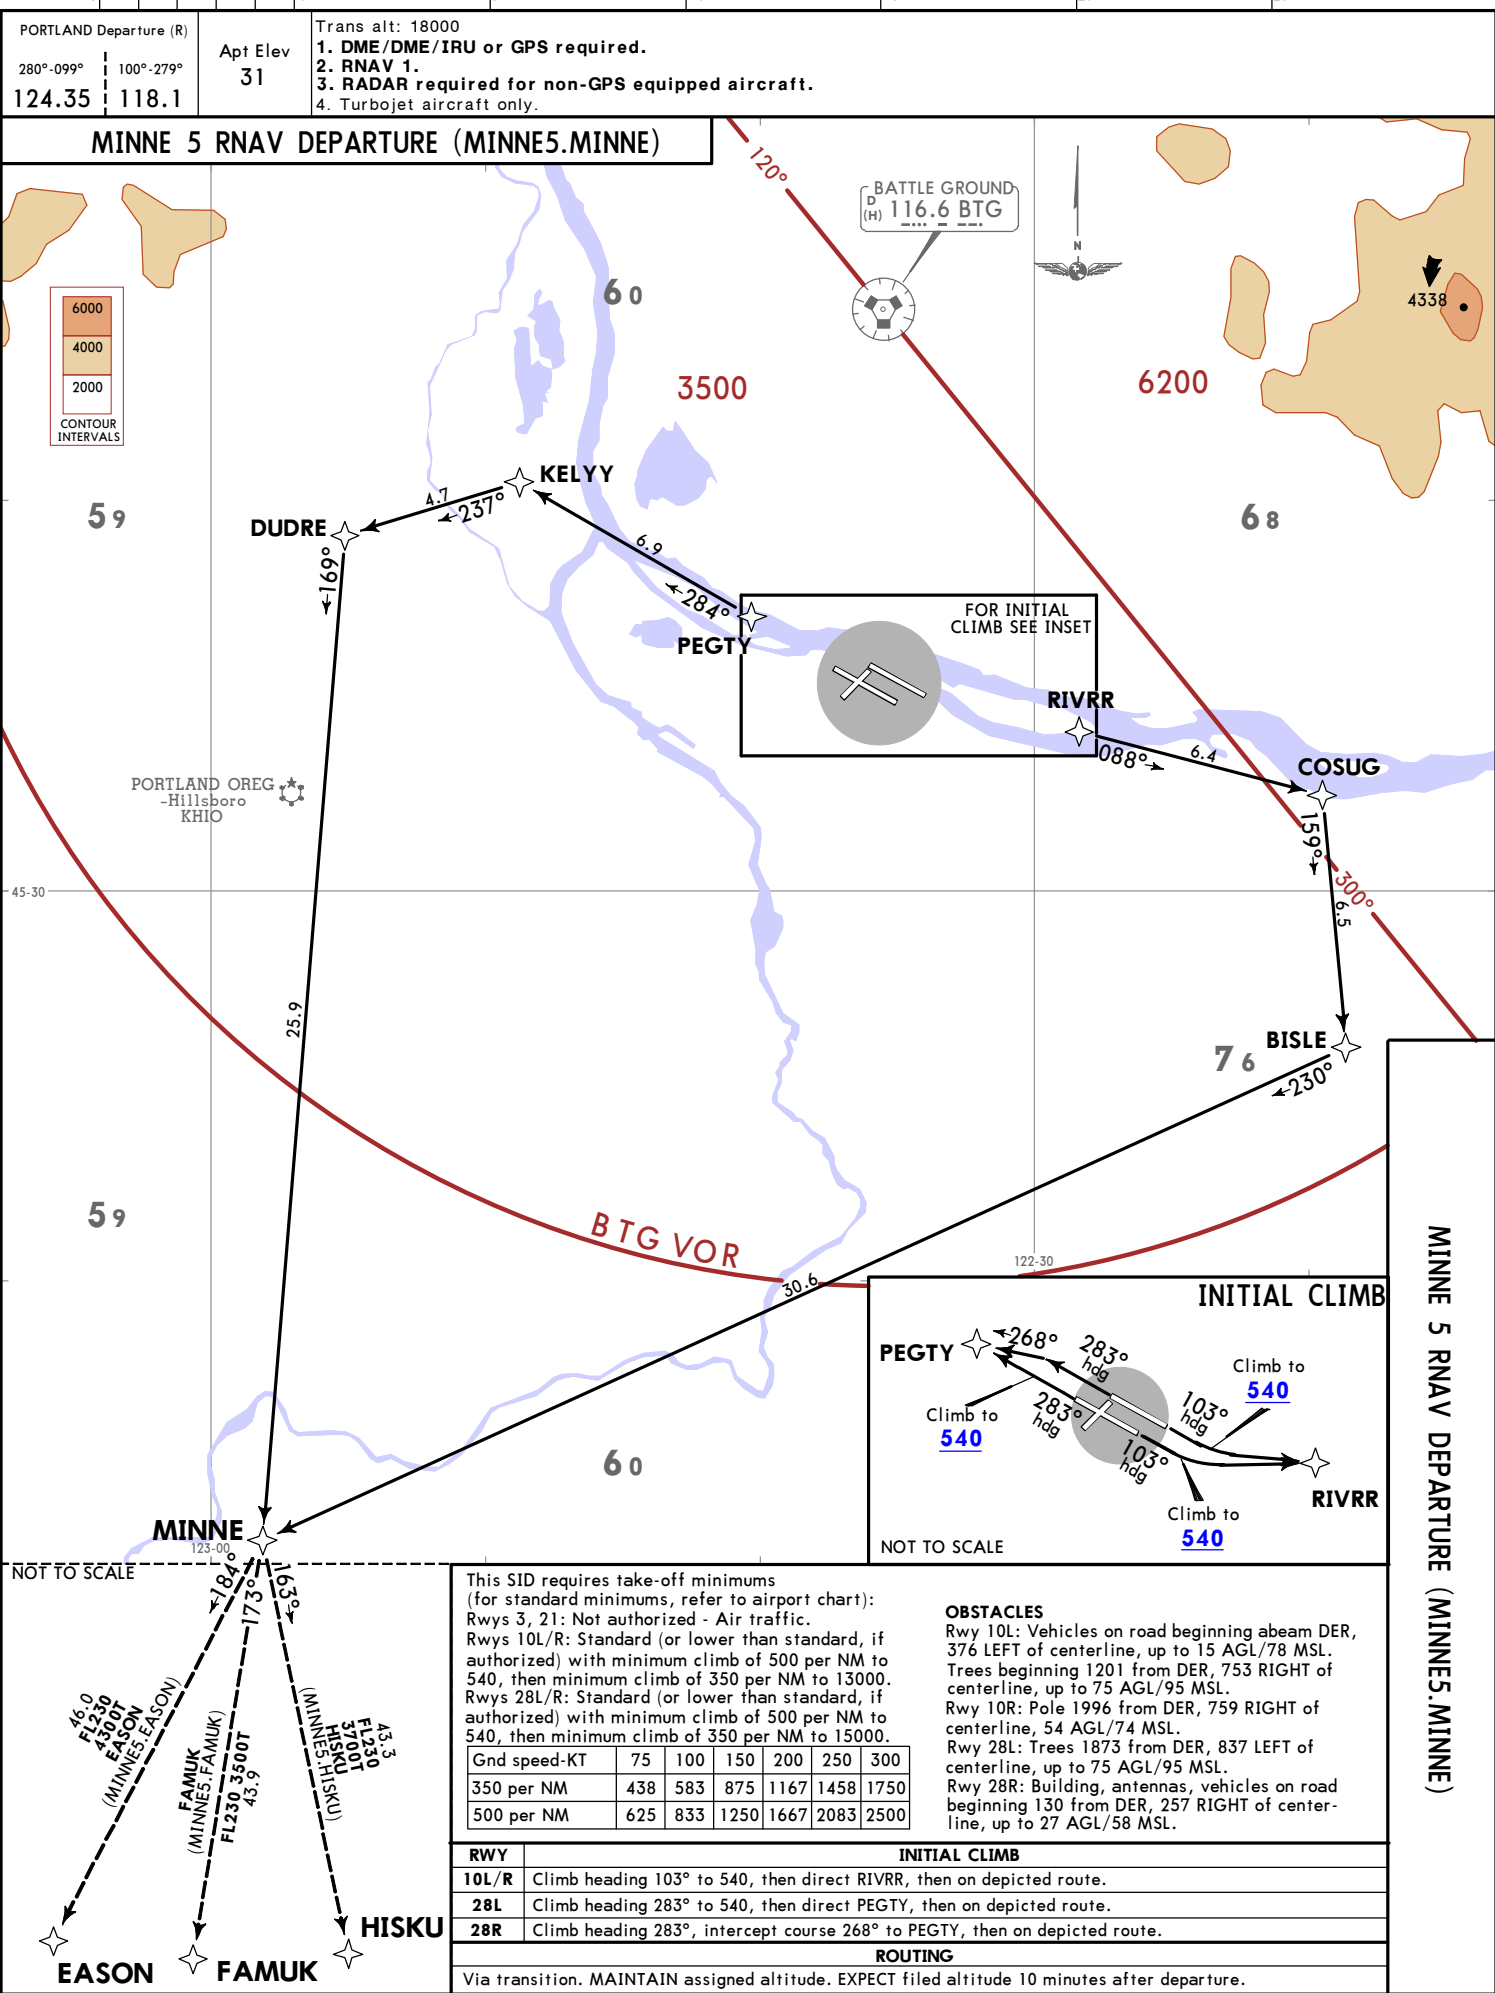 PORTLAND Departure (R)
280°-099°
100°-279°
124.35
118.1
Apt Elev
31
Trans alt: 18000
1. DME/DME/IRU or GPS required.
2. RNAV 1.
3. RADAR required for non-GPS equipped aircraft.
4. Turbojet aircraft only.
MINNE 5 RNAV DEPARTURE (MINNE5.MINNE)
120°
BATTLE GROUND
D
(H) 116.6 BTG
N
4338
60
6000
4000
2000
CONTOUR
INTERVALS
3500
6200
KELYY
4.7
←237°
59
DUDRE
68
6.9
←169°
←284°
FOR INITIAL
CLIMB SEE INSET
PEGTY
RIVRR
088°→
6.4
COSUG
PORTLAND OREG
-Hillsboro
KHIO
159°→
45-30
300°
6.5
25.9
BISLE
76
←230°
59
BTG VOR
122-30
30.6
INITIAL CLIMB
PEGTY
←268°
283°
hdg
Climb to
540
283°
hdg
103°
hdg
Climb to
540
103°
hdg
RIVRR
Climb to
540
NOT TO SCALE
60
MINNE
123-00
NOT TO SCALE
←184°
173°
163°→
46.0
FL230
4300T
EASON
(MINNE5.EASON)
FAMUK
(MINNE5.FAMUK)
FL230 3500T
43.9
43.3
FL230
3700T
HISKU
(MINNE5.HISKU)
EASON
FAMUK
HISKU
This SID requires take-off minimums
(for standard minimums, refer to airport chart):
Rwys 3, 21: Not authorized - Air traffic.
Rwys 10L/R: Standard (or lower than standard, if
authorized) with minimum climb of 500 per NM to
540, then minimum climb of 350 per NM to 13000.
Rwys 28L/R: Standard (or lower than standard, if
authorized) with minimum climb of 500 per NM to
540, then minimum climb of 350 per NM to 15000.
Gnd speed-KT 75 100 150 200 250 300
350 per NM 438 583 875 1167 1458 1750
500 per NM 625 833 1250 1667 2083 2500
OBSTACLES
Rwy 10L: Vehicles on road beginning abeam DER,
376 LEFT of centerline, up to 15 AGL/78 MSL.
Trees beginning 1201 from DER, 753 RIGHT of
centerline, up to 75 AGL/95 MSL.
Rwy 10R: Pole 1996 from DER, 759 RIGHT of
centerline, 54 AGL/74 MSL.
Rwy 28L: Trees 1873 from DER, 837 LEFT of
centerline, up to 75 AGL/95 MSL.
Rwy 28R: Building, antennas, vehicles on road
beginning 130 from DER, 257 RIGHT of center-
line, up to 27 AGL/58 MSL.
RWY INITIAL CLIMB
10L/R Climb heading 103° to 540, then direct RIVRR, then on depicted route.
28L Climb heading 283° to 540, then direct PEGTY, then on depicted route.
28R Climb heading 283°, intercept course 268° to PEGTY, then on depicted route.
ROUTING
Via transition. MAINTAIN assigned altitude. EXPECT filed altitude 10 minutes after departure.
MINNE 5 RNAV DEPARTURE (MINNE5.MINNE)